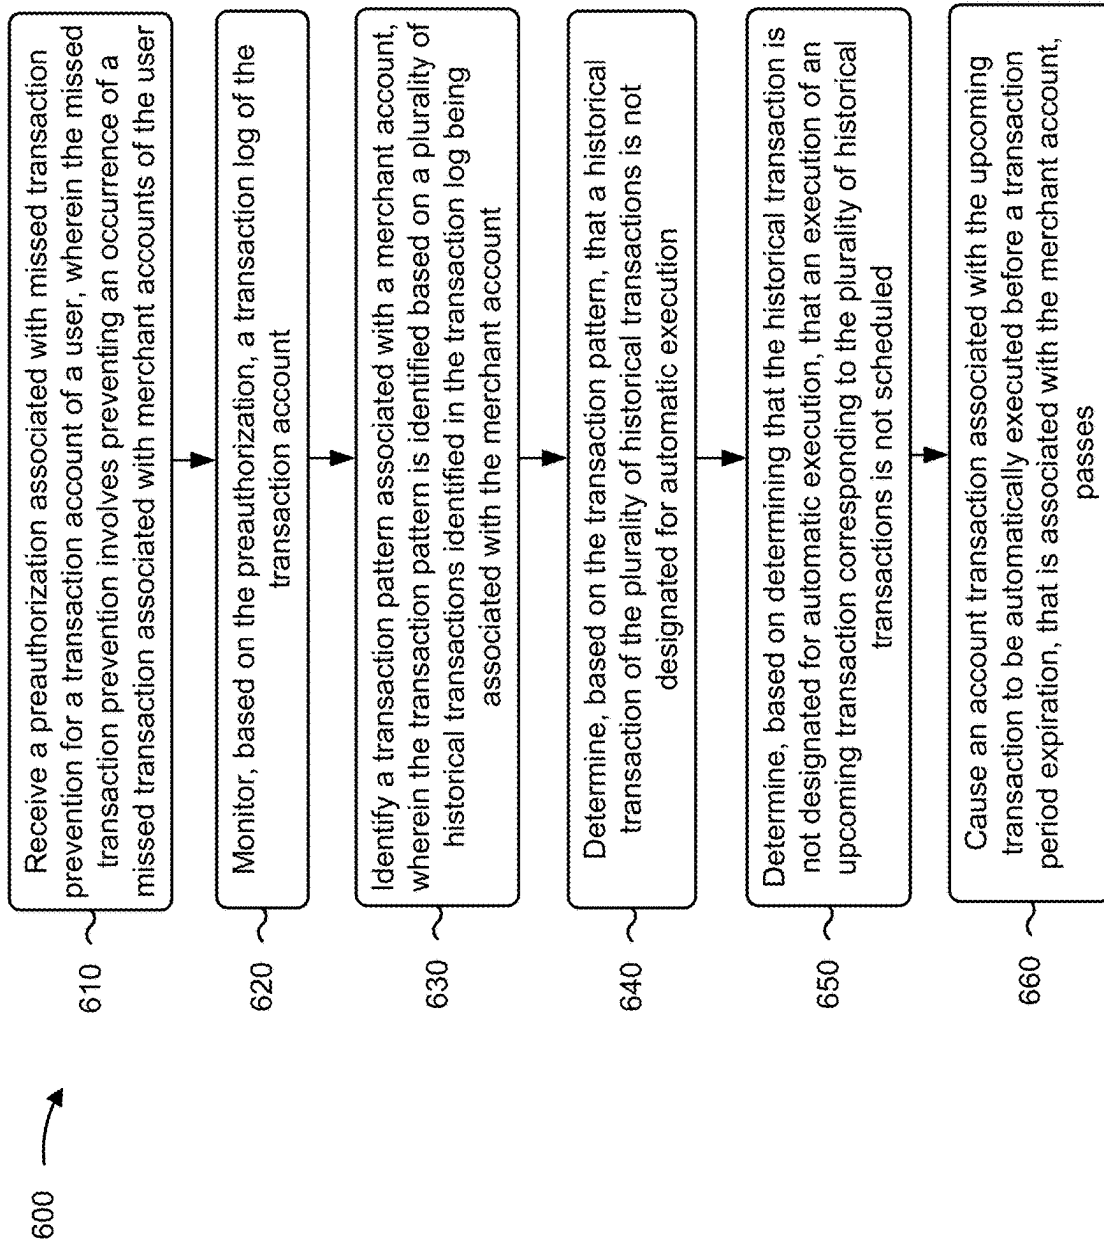 600
610
Receive a preauthorization associated with missed transaction
prevention for a transaction account of a user, wherein the missed
transaction prevention involves preventing an occurrence of a
missed transaction associated with merchant accounts of the user
620
Monitor, based on the preauthorization, a transaction log of the
transaction account
630
Identify a transaction pattern associated with a merchant account,
wherein the transaction pattern is identified based on a plurality of
historical transactions identified in the transaction log being
associated with the merchant account
640
Determine, based on the transaction pattern, that a historical
transaction of the plurality of historical transactions is not
designated for automatic execution
650
Determine, based on determining that the historical transaction is
not designated for automatic execution, that an execution of an
upcoming transaction corresponding to the plurality of historical
transactions is not scheduled
660
Cause an account transaction associated with the upcoming
transaction to be automatically executed before a transaction
period expiration, that is associated with the merchant account,
passes